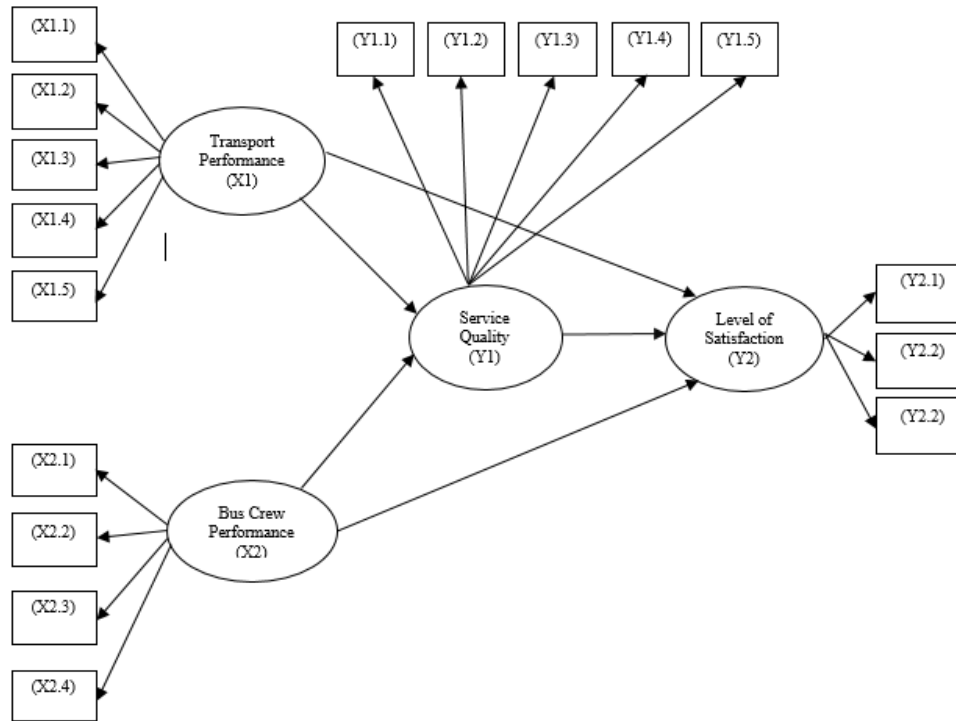 (X1.1)
(X1.2)
(X1.3)
(X1.4)
(X1.5)
(Y1.1)
(Y1.2)
(Y1.3)
(Y1.4)
(Y1.5)
Transport
Performance
(X1)
Service
Quality
(Y1)
Level of
Satisfaction
(Y2)
(Y2.1)
(Y2.2)
(Y2.2)
(X2.1)
(X2.2)
(X2.3)
(X2.4)
Bus Crew
Performance
(X2)